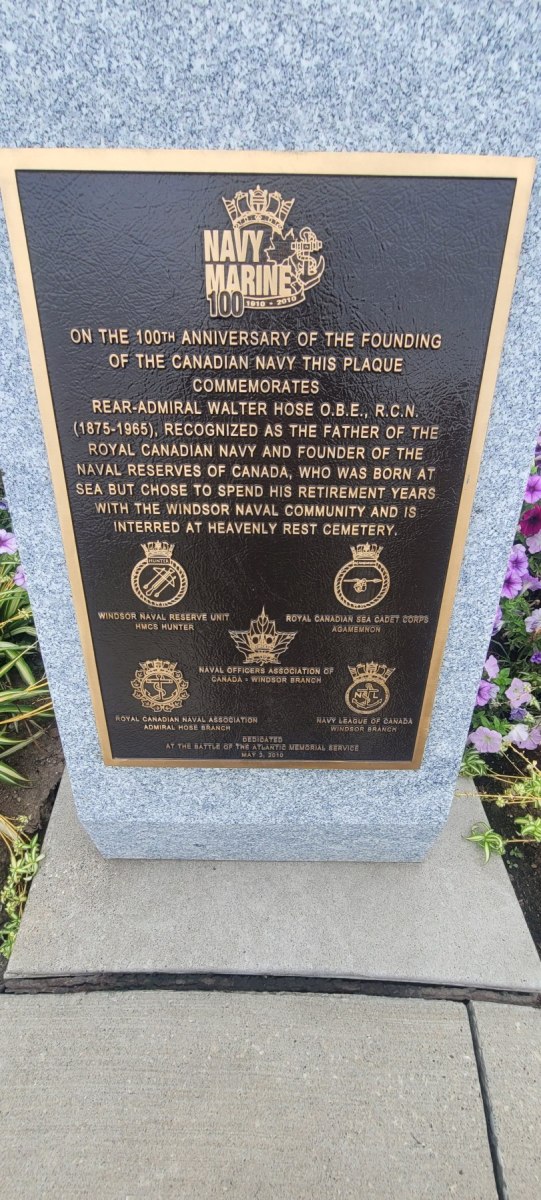 NAVY
MARINE
100 1910 - 2010
ON THE 100TH ANNIVERSARY OF THE FOUNDING
OF THE CANADIAN NAVY THIS PLAQUE
COMMEMORATES
REAR-ADMIRAL WALTER HOSE O.B.E., R.C.N.
(1875-1965), RECOGNIZED AS THE FATHER OF THE
ROYAL CANADIAN NAVY AND FOUNDER OF THE
NAVAL RESERVES OF CANADA, WHO WAS BORN AT
SEA BUT CHOSE TO SPEND HIS RETIREMENT YEARS
WITH THE WINDSOR NAVAL COMMUNITY AND IS
INTERRED AT HEAVENLY REST CEMETERY.
HUNTER
WINDSOR NAVAL RESERVE UNIT
HMCS HUNTER
ROYAL CANADIAN SEA CADET CORPS
AGAMEMNON
NAVAL OFFICERS ASSOCIATION OF
CANADA - WINDSOR BRANCH
ROYAL CANADIAN NAVAL ASSOCIATION
ADMIRAL HOSE BRANCH
NAVY LEAGUE OF CANADA
WINDSOR BRANCH
DEDICATED
AT THE BATTLE OF THE ATLANTIC MEMORIAL SERVICE
MAY 3, 2010